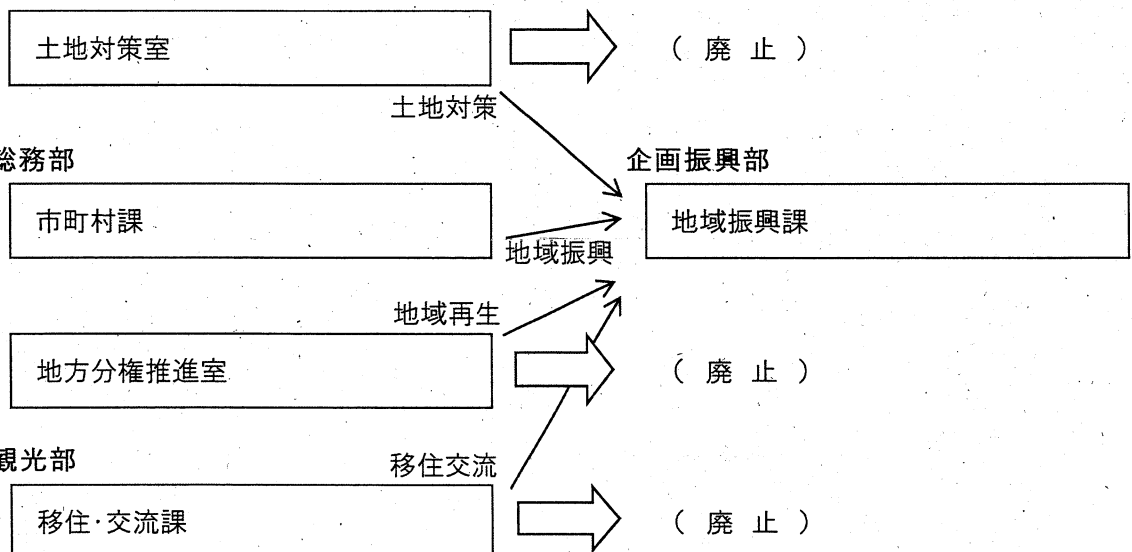 土地対策室
( 廃 止 )
土地対策
総務部
企画振興部
市町村課
地域振興課
地域振興
地域再生
地方分権推進室
( 廃 止 )
観光部
移住交流
移住･交流課
( 廃 止 )